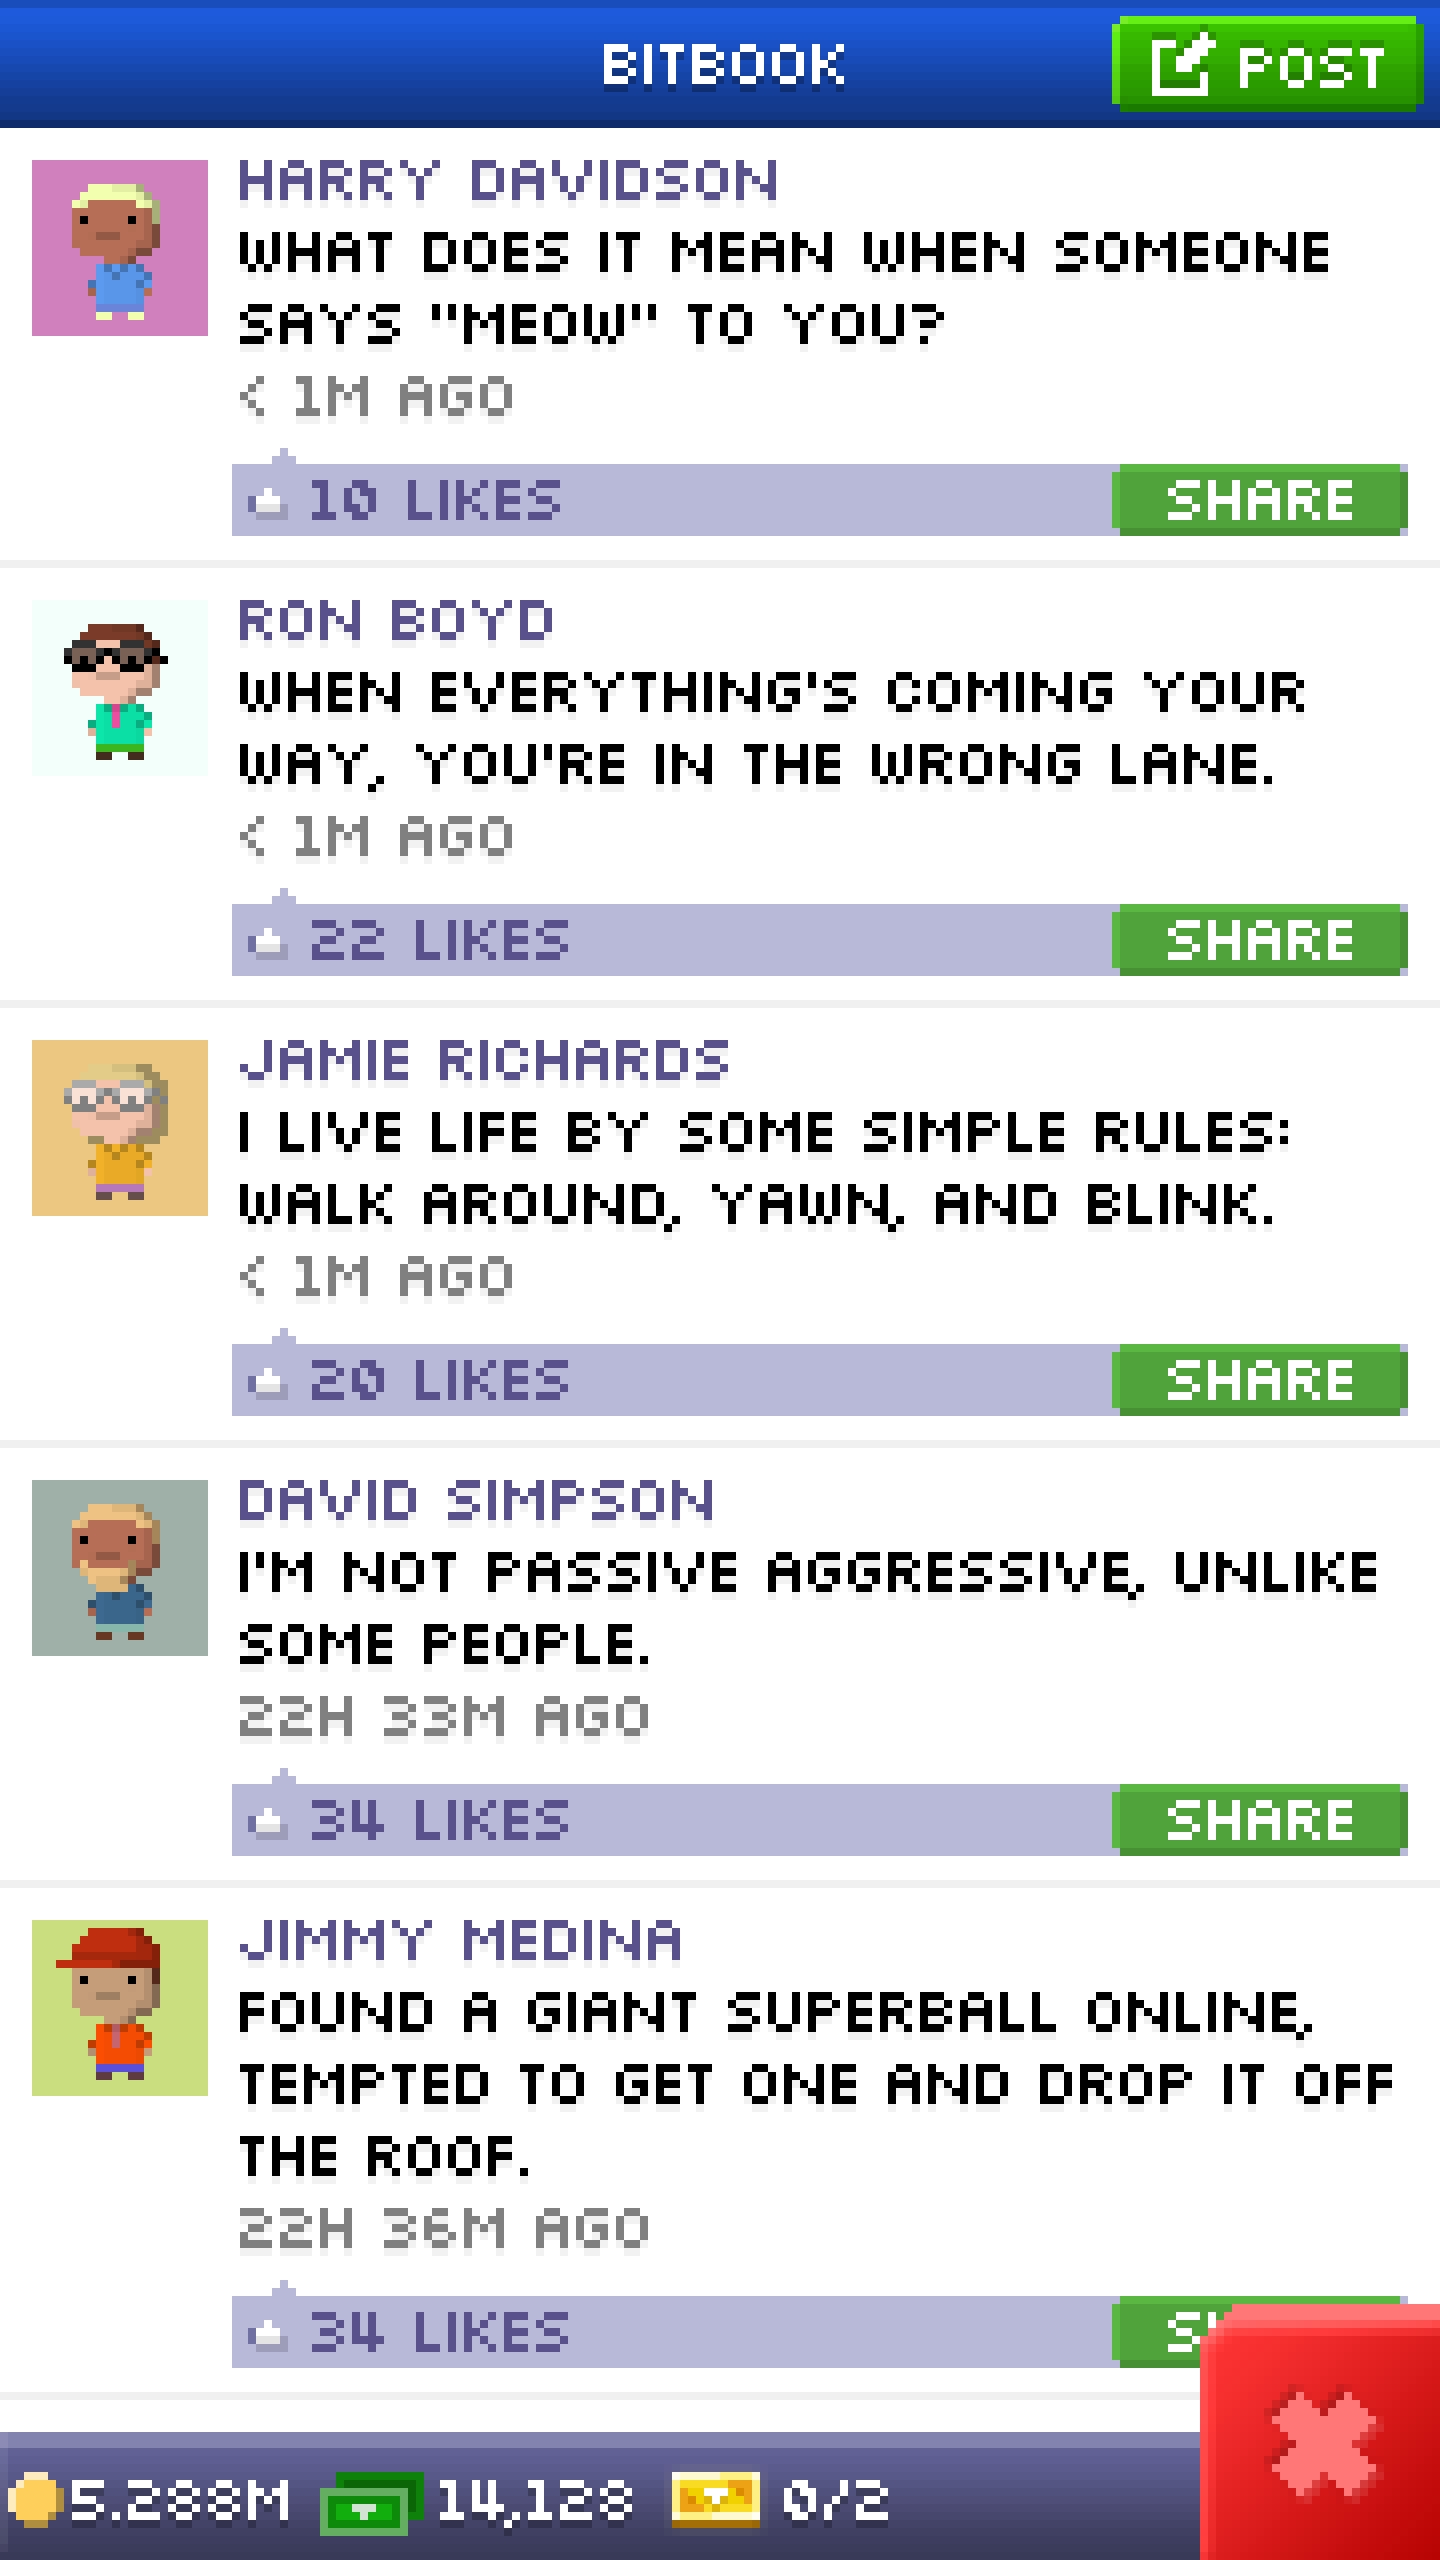 BITBOOK
POST
HARRY DAVIDSON
WHAT DOES IT MEAN WHEN SOMEONE
SAYS "MEOW" TO YOU?
< 1M AGO
10 LIKES
SHARE
RON BOYD
WHEN EVERYTHING'S COMING YOUR
WAY, YOU'RE IN THE WRONG LANE.
< 1M AGO
22 LIKES
SHARE
JAMIE RICHARDS
I LIVE LIFE BY SOME SIMPLE RULES:
WALK AROUND, YAWN, AND BLINK.
< 1M AGO
20 LIKES
SHARE
DAVID SIMPSON
I'M NOT PASSIVE AGGRESSIVE, UNLIKE
SOME PEOPLE.
22H 33M AGO
34 LIKES
SHARE
JIMMY MEDINA
FOUND A GIANT SUPERBALL ONLINE,
TEMPTED TO GET ONE AND DROP IT OFF
THE ROOF.
22H 36M AGO
34 LIKES
5.288M 14,128 0/2